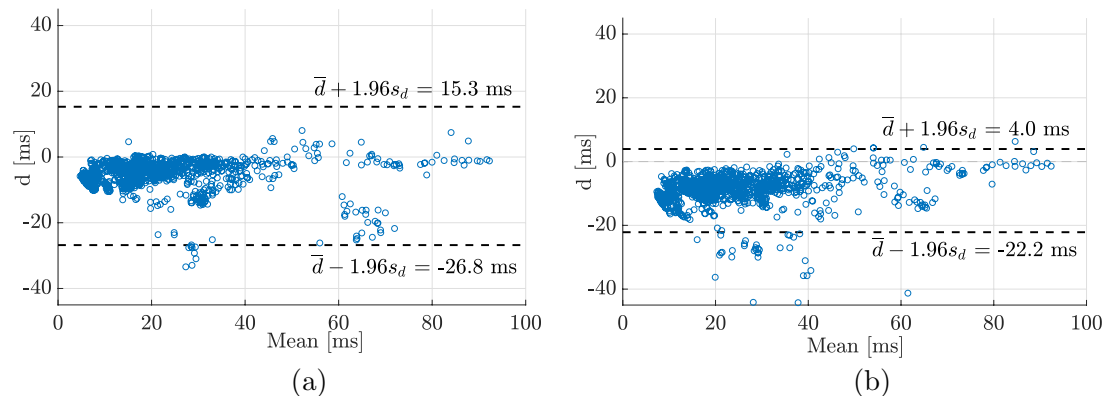 40
20
0
-20
-40
d [ms]
d̅ + 1.96s_d = 15.3 ms
d̅ − 1.96s_d = -26.8 ms
0 20 40 60 80 100
Mean [ms]
(a)
40
20
0
-20
-40
d [ms]
d̅ + 1.96s_d = 4.0 ms
d̅ − 1.96s_d = -22.2 ms
0 20 40 60 80 100
Mean [ms]
(b)